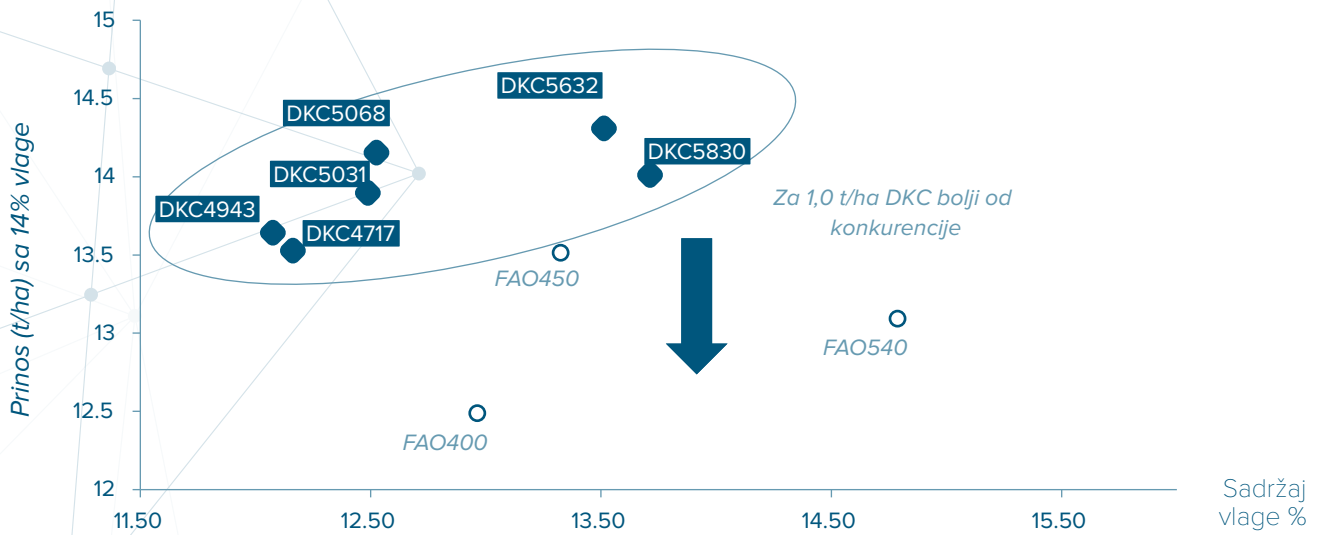 Prinos (t/ha) sa 14% vlage
15
14.5
14
13.5
13
12.5
12
DKC5632
DKC5068
DKC5830
DKC5031
DKC4943
DKC4717
Za 1,0 t/ha DKC bolji od
konkurencije
FAO450
FAO540
FAO400
11.50
12.50
13.50
14.50
15.50
Sadržaj
vlage %